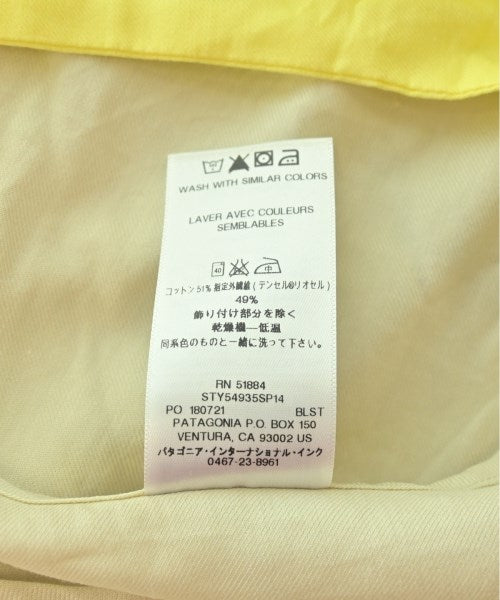 WASH WITH SIMILAR COLORS
LAVER AVEC COULEURS
SEMBLABLES
40
コットン51% 指定外繊維(テンセル®リオセル)
49%
飾り付け部分を除く
乾燥機—低温
同系色のものと一緒に洗って下さい。
RN 51884
STY54935SP14
PO 180721 BLST
PATAGONIA P.O. BOX 150
VENTURA, CA 93002 US
パタゴニア・インターナショナル・インク
0467-23-8961